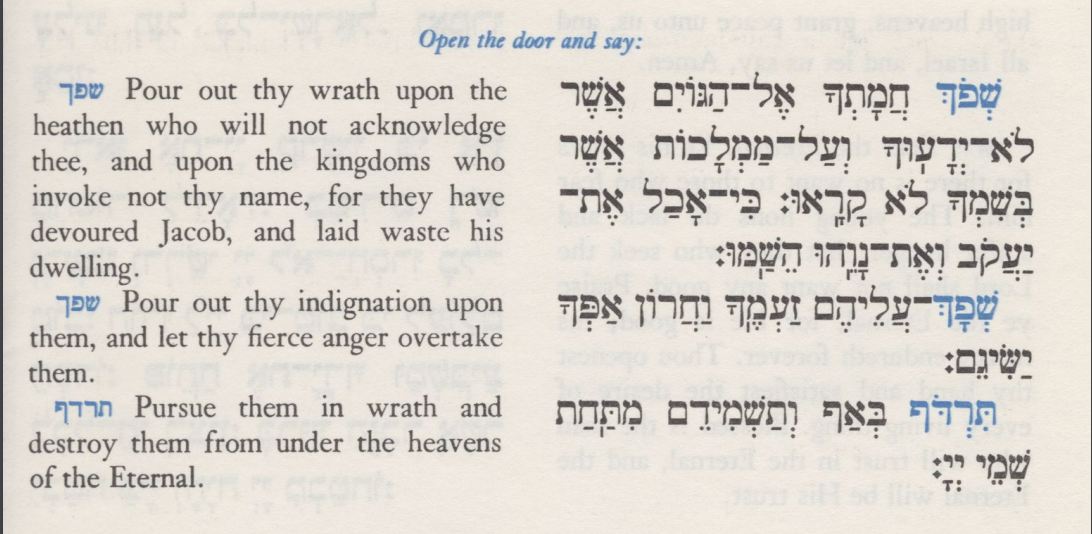 Open the door and say:
שפך Pour out thy wrath upon the
heathen who will not acknowledge
thee, and upon the kingdoms who
invoke not thy name, for they have
devoured Jacob, and laid waste his
dwelling.
שפך Pour out thy indignation upon
them, and let thy fierce anger overtake
them.
תרדף Pursue them in wrath and
destroy them from under the heavens
of the Eternal.
שְׁפֹךְ חֲמָתְךָ אֶל־הַגּוֹיִם אֲשֶׁר
לֹא יְדָעוּךָ וְעַל־מַמְלָכוֹת אֲשֶׁר
בְּשִׁמְךָ לֹא קָרָאוּ: כִּי־אָכַל אֶת־
יַעֲקֹב וְאֶת־נָוֵהוּ הֵשַׁמּוּ:
שְׁפָךְ־עֲלֵיהֶם זַעְמֶךָ וַחֲרוֹן אַפְּךָ
יַשִּׂיגֵם:
תִּרְדֹּף בְּאַף וְתַשְׁמִידֵם מִתַּחַת
שְׁמֵי יְיָ: